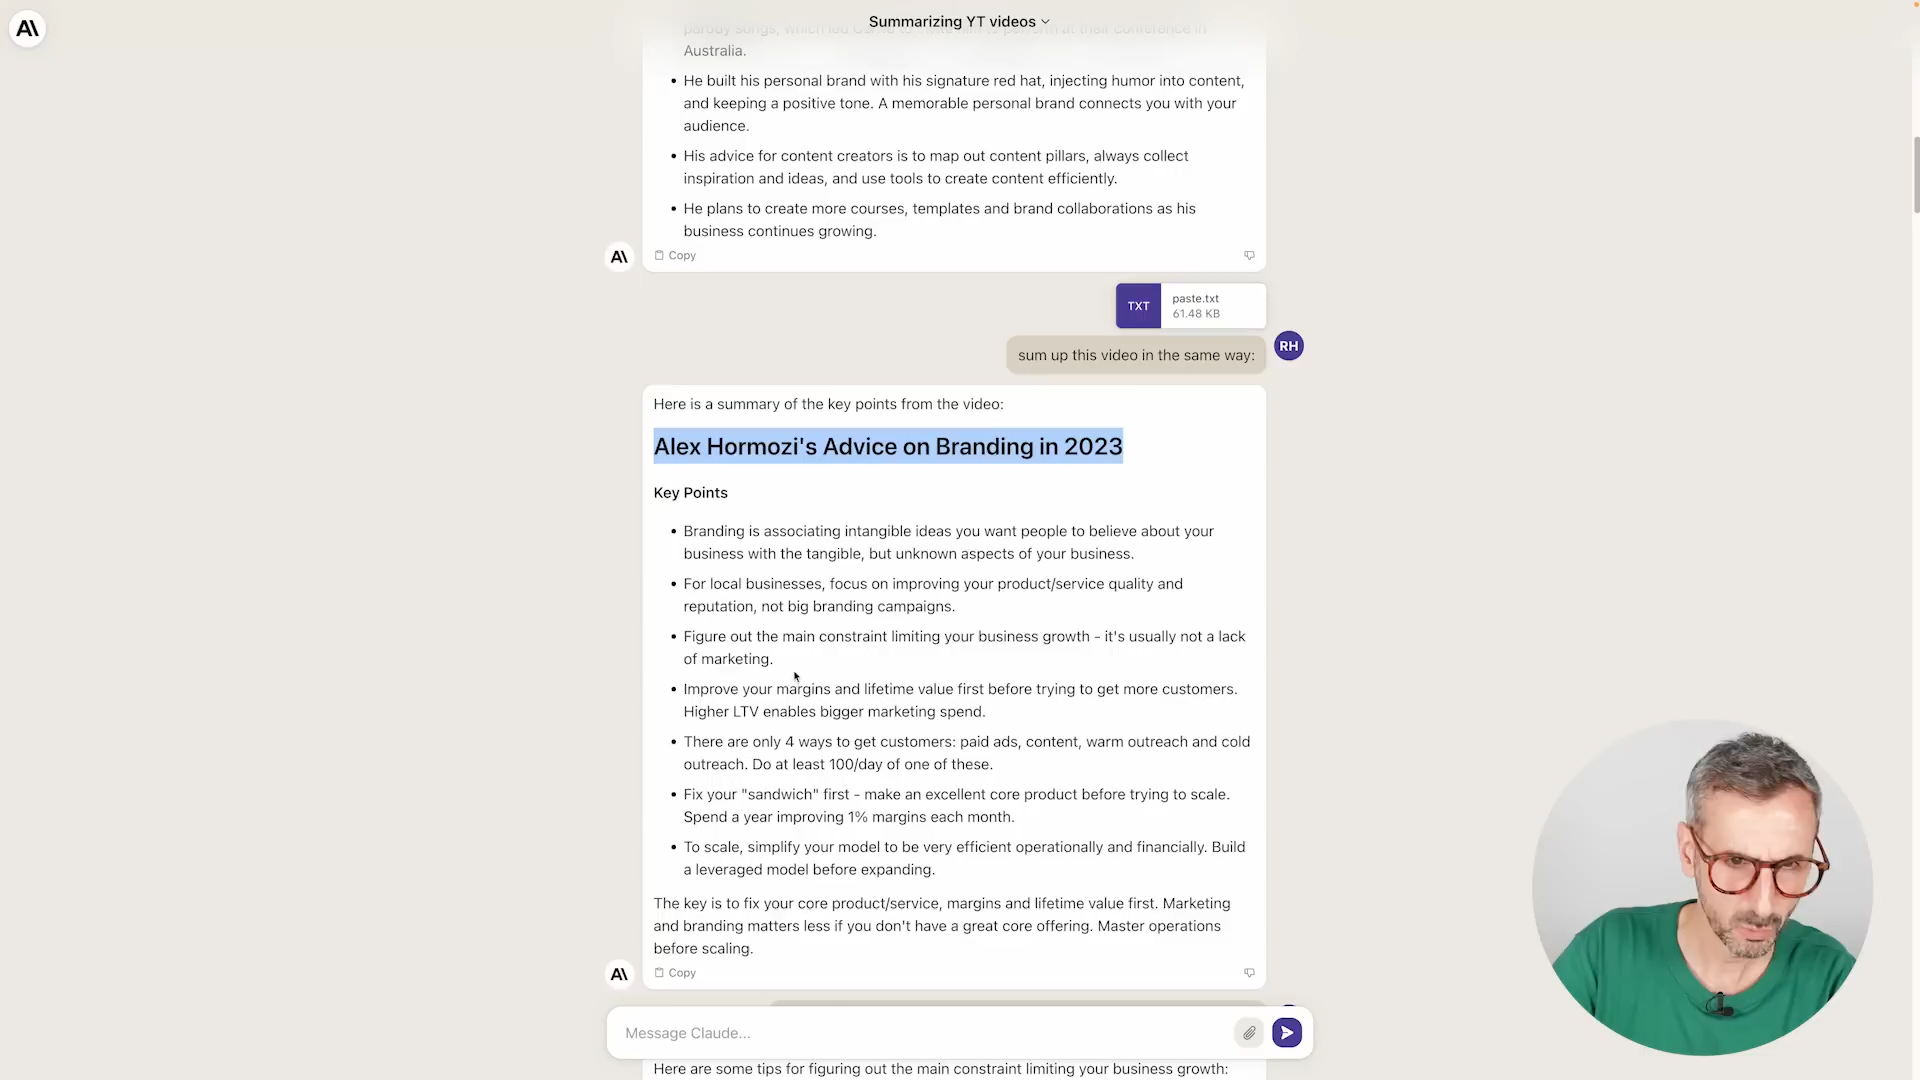 Summarizing YT videos
parody songs, which led Canva to invite him to perform at their conference in
Australia.
• He built his personal brand with his signature red hat, injecting humor into content,
and keeping a positive tone. A memorable personal brand connects you with your
audience.
• His advice for content creators is to map out content pillars, always collect
inspiration and ideas, and use tools to create content efficiently.
• He plans to create more courses, templates and brand collaborations as his
business continues growing.
Copy
TXT
paste.txt
61.48 KB
sum up this video in the same way:
RH
Here is a summary of the key points from the video:
Alex Hormozi's Advice on Branding in 2023
Key Points
• Branding is associating intangible ideas you want people to believe about your
business with the tangible, but unknown aspects of your business.
• For local businesses, focus on improving your product/service quality and
reputation, not big branding campaigns.
• Figure out the main constraint limiting your business growth - it's usually not a lack
of marketing.
• Improve your margins and lifetime value first before trying to get more customers.
Higher LTV enables bigger marketing spend.
• There are only 4 ways to get customers: paid ads, content, warm outreach and cold
outreach. Do at least 100/day of one of these.
• Fix your "sandwich" first - make an excellent core product before trying to scale.
Spend a year improving 1% margins each month.
• To scale, simplify your model to be very efficient operationally and financially. Build
a leveraged model before expanding.
The key is to fix your core product/service, margins and lifetime value first. Marketing
and branding matters less if you don't have a great core offering. Master operations
before scaling.
Copy
Message Claude...
Here are some tips for figuring out the main constraint limiting your business growth: